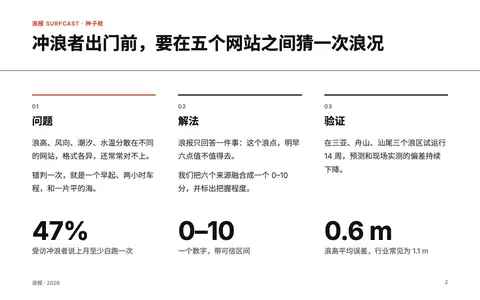 浪报 SURFCAST · 种子轮
冲浪者出门前，要在五个网站之间猜一次浪况
01
问题
浪高、风向、潮汐、水温分散在不同
的网站，格式各异，还常常对不上。
错判一次，就是一个早起、两小时车
程，和一片平的海。
47%
受访冲浪者说上月至少白跑一次
02
解法
浪报只回答一件事：这个浪点，明早
六点值不值得去。
我们把六个来源融合成一个 0–10
分，并标出把握程度。
0–10
一个数字，带可信区间
03
验证
在三亚、舟山、汕尾三个浪区试运行
14 周，预测和现场实测的偏差持续
下降。
0.6 m
浪高平均误差，行业常见为 1.1 m
浪报 · 2026
2